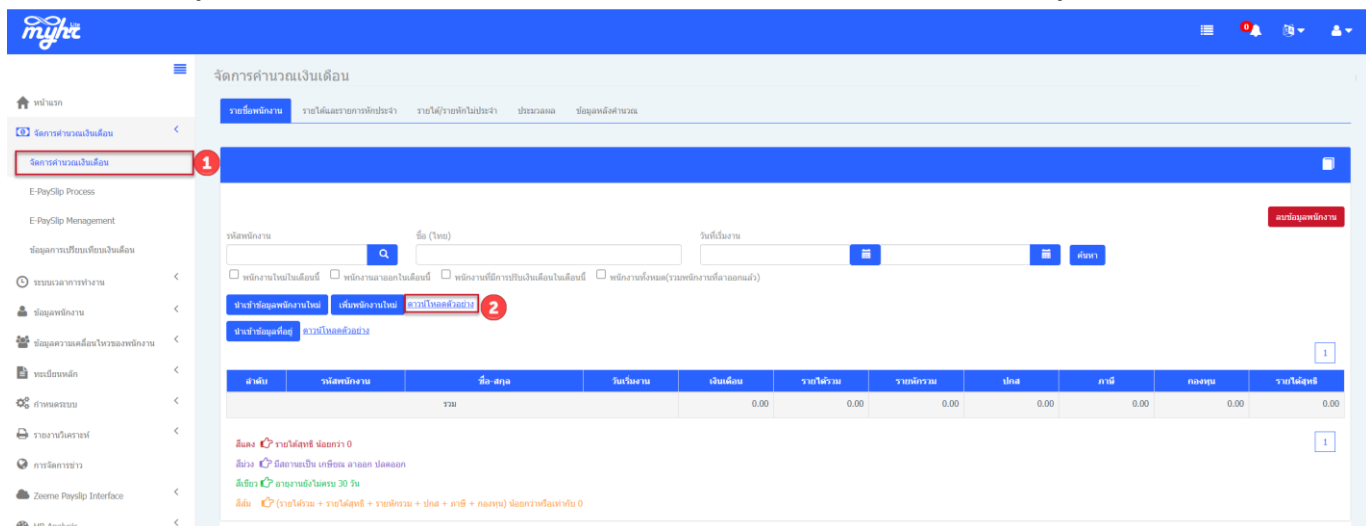 myhr Lite
0
จัดการคำนวณเงินเดือน
หน้าแรก
รายชื่อพนักงาน รายได้และรายการหักประจำ รายได้/รายหักไม่ประจำ ประมวลผล ข้อมูลหลังคำนวณ
จัดการคำนวณเงินเดือน
จัดการคำนวณเงินเดือน 1
E-PaySlip Process
E-PaySlip Menagement
ข้อมูลการเปรียบเทียบเงินเดือน
ระบบเวลาการทำงาน
ข้อมูลพนักงาน
ข้อมูลความเคลื่อนไหวของพนักงาน
ทะเบียนหลัก
กำหนดระบบ
รายงานวิเคราะห์
การจัดการข่าว
Zeeme Payslip Interface
HR Analysis
ลบข้อมูลพนักงาน
รหัสพนักงาน ชื่อ (ไทย) วันที่เริ่มงาน
ค้นหา
พนักงานใหม่ในเดือนนี้ พนักงานลาออกในเดือนนี้ พนักงานที่มีการปรับเงินเดือนในเดือนนี้ พนักงานทั้งหมด(รวมพนักงานที่ลาออกแล้ว)
นำเข้าข้อมูลพนักงานใหม่ เพิ่มพนักงานใหม่ ดาวน์โหลดตัวอย่าง 2
นำเข้าข้อมูลที่อยู่ ดาวน์โหลดตัวอย่าง
1
ลำดับ รหัสพนักงาน ชื่อ-สกุล วันเริ่มงาน เงินเดือน รายได้รวม รายหักรวม ปกส ภาษี กองทุน รายได้สุทธิ
รวม 0.00 0.00 0.00 0.00 0.00 0.00 0.00
1
สีแดง รายได้สุทธิ น้อยกว่า 0
สีม่วง มีสถานะเป็น เกษียณ ลาออก ปลดออก
สีเขียว อายุงานยังไม่ครบ 30 วัน
สีส้ม (รายได้รวม + รายได้สุทธิ + รายหักรวม + ปกส + ภาษี + กองทุน) น้อยกว่าหรือเท่ากับ 0